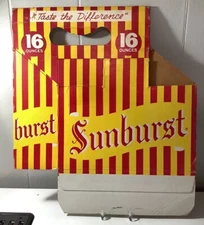 "Taste the Difference"
16 16
OUNCES OUNCES
burst Sunburst